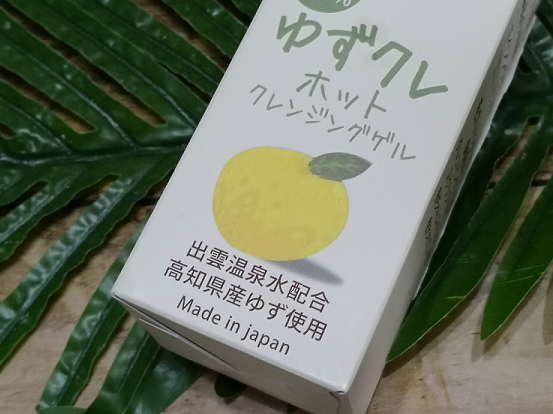 %
ゆずクレ
ホット
クレンジングゲル
出雲温泉水配合
高知県産ゆず使用
Made in japan